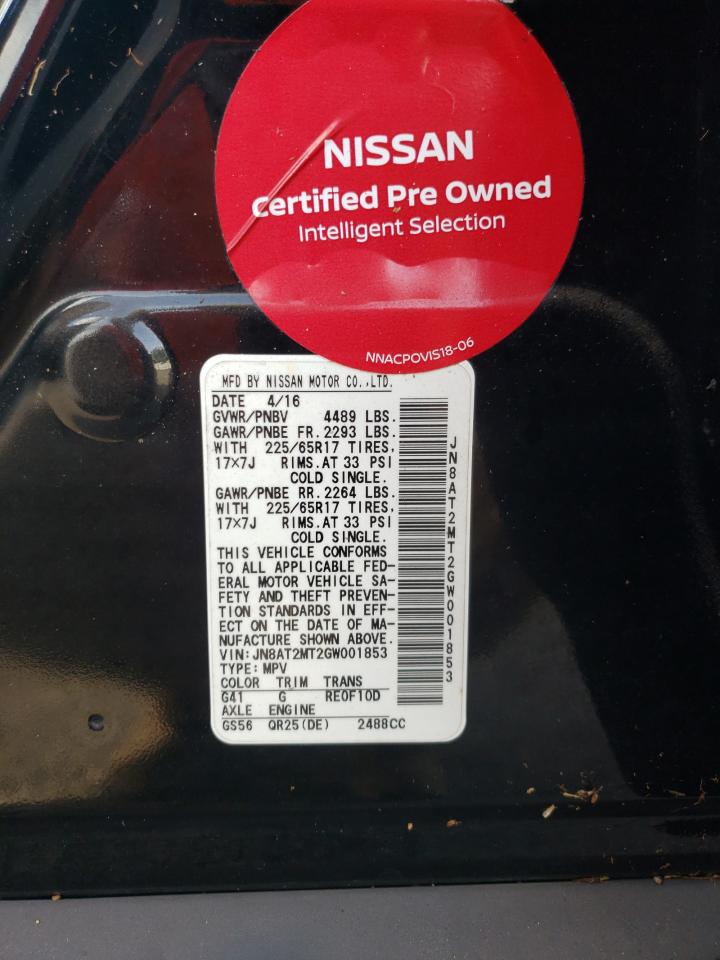 NISSAN
Certified Pre Owned
Intelligent Selection
NNACPOVIS18-06
MFD BY NISSAN MOTOR CO.,LTD.
DATE 4/16
GVWR/PNBV 4489 LBS.
GAWR/PNBE FR. 2293 LBS.
WITH 225/65R17 TIRES,
17×7J RIMS.AT 33 PSI
COLD SINGLE.
GAWR/PNBE RR. 2264 LBS.
WITH 225/65R17 TIRES,
17×7J RIMS.AT 33 PSI
COLD SINGLE.
THIS VEHICLE CONFORMS
TO ALL APPLICABLE FED-
ERAL MOTOR VEHICLE SA-
FETY AND THEFT PREVEN-
TION STANDARDS IN EFF-
ECT ON THE DATE OF MA-
NUFACTURE SHOWN ABOVE.
VIN:JN8AT2MT2GW001853
TYPE:MPV
COLOR TRIM TRANS
G41 G RE0F10D
AXLE ENGINE
GS56 QR25(DE) 2488CC
JN8AT2MT2GW001853